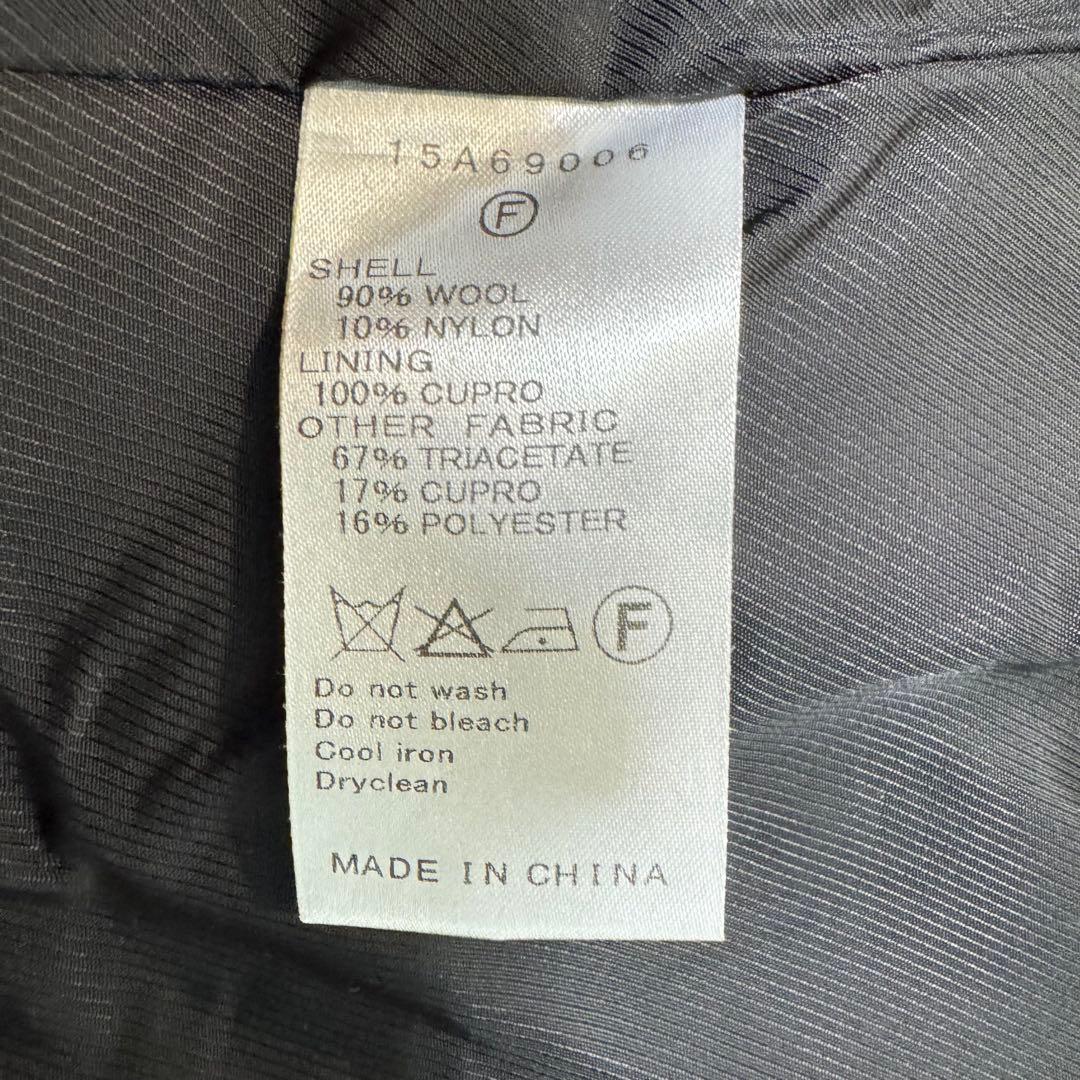 15A69006
F
SHELL
90% WOOL
10% NYLON
LINING
100% CUPRO
OTHER FABRIC
67% TRIACETATE
17% CUPRO
16% POLYESTER
F
Do not wash
Do not bleach
Cool iron
Dryclean
MADE IN CHINA